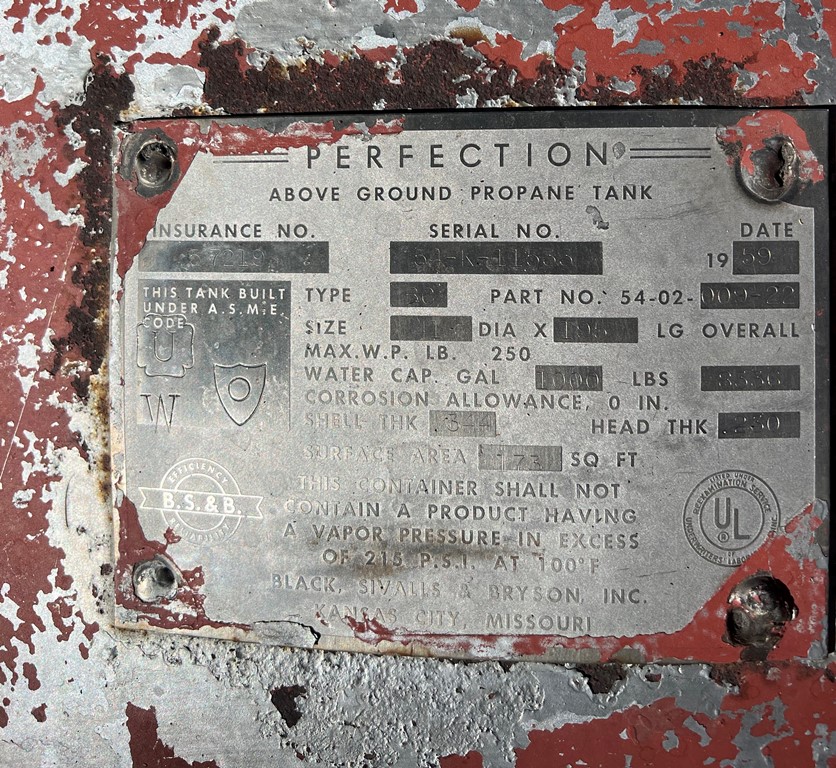 PERFECTION
ABOVE GROUND PROPANE TANK
INSURANCE NO. SERIAL NO. DATE
1959
THIS TANK BUILT
UNDER A.S.M.E.
CODE
U
W
TYPE PART NO. 54-02-009-22
SIZE DIA X LG OVERALL
MAX.W.P. LB. 250
WATER CAP. GAL 1000 LBS
CORROSION ALLOWANCE, 0 IN.
SHELL THK .344 HEAD THK .230
SURFACE AREA 173 SQ FT
THIS CONTAINER SHALL NOT
CONTAIN A PRODUCT HAVING
A VAPOR PRESSURE IN EXCESS
OF 215 P.S.I. AT 100°F
BLACK, SIVALLS & BRYSON, INC.
KANSAS CITY, MISSOURI
EFFICIENCY
B.S.&B.
UL